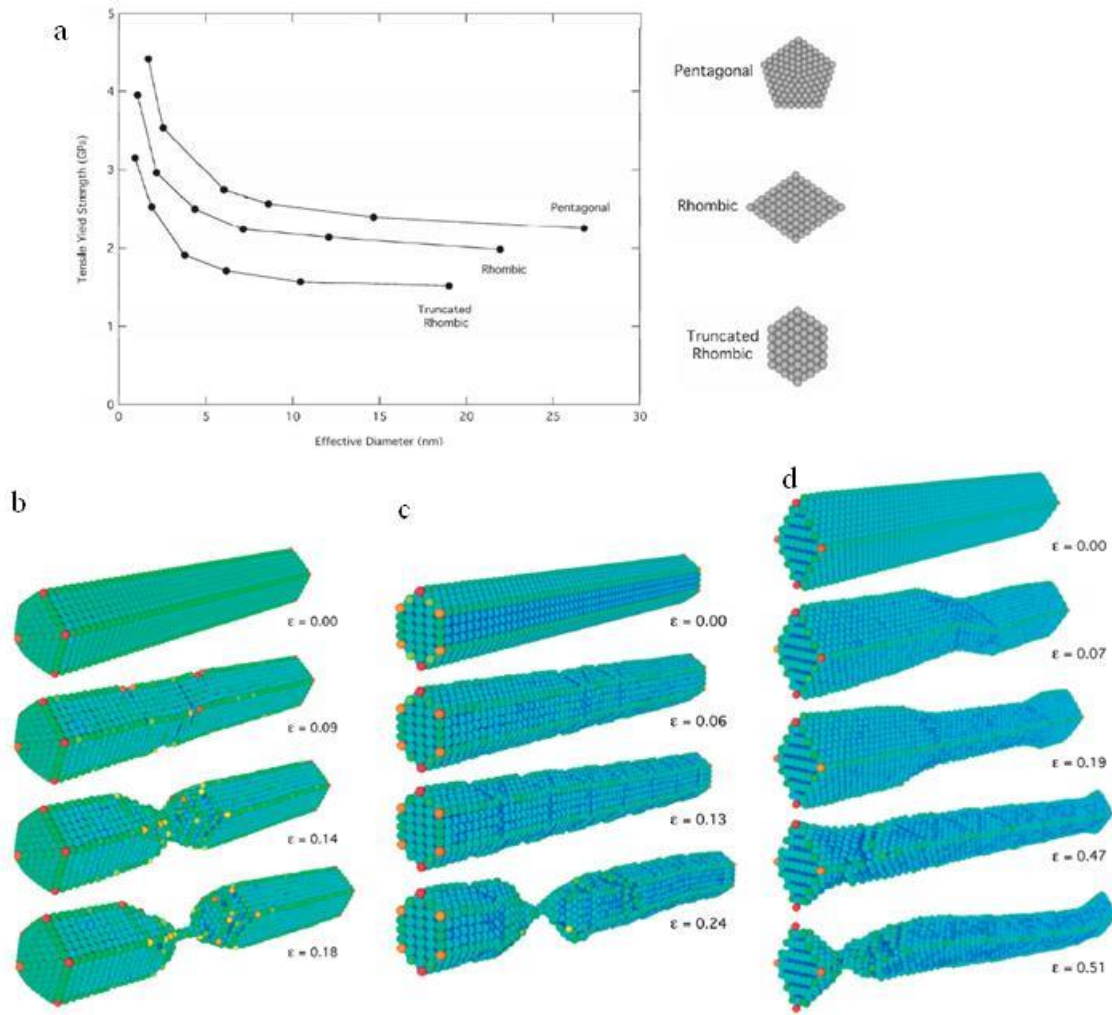 a
5
4
3
2
1
0
Tensile Yield Strength (GPa)
0 5 10 15 20 25 30
Effective Diameter (nm)
Pentagonal
Rhombic
Truncated
Rhombic
Pentagonal
Rhombic
Truncated
Rhombic
b
ε = 0.00
ε = 0.09
ε = 0.14
ε = 0.18
c
ε = 0.00
ε = 0.06
ε = 0.13
ε = 0.24
d
ε = 0.00
ε = 0.07
ε = 0.19
ε = 0.47
ε = 0.51